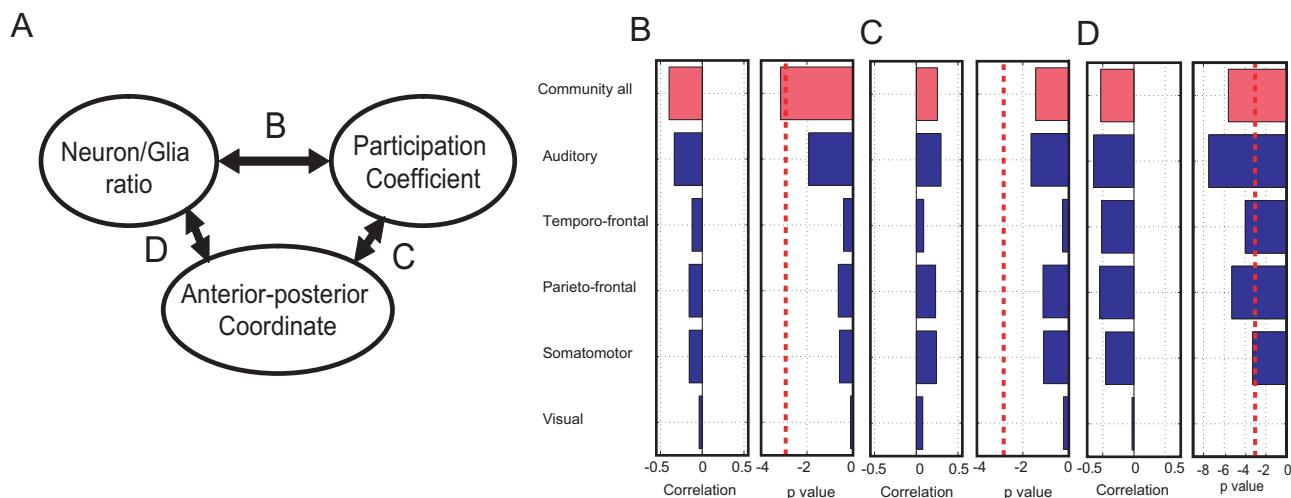 A
B
C
D
Neuron/Glia
ratio
B
Participation
Coefficient
D
C
Anterior-posterior
Coordinate
Community all
Auditory
Temporo-frontal
Parieto-frontal
Somatomotor
Visual
-0.5 0 0.5
Correlation
-4 -2 0
p value
-0.5 0 0.5
Correlation
-4 -2 0
p value
-0.5 0 0.5
Correlation
-8 -6 -4 -2 0
p value